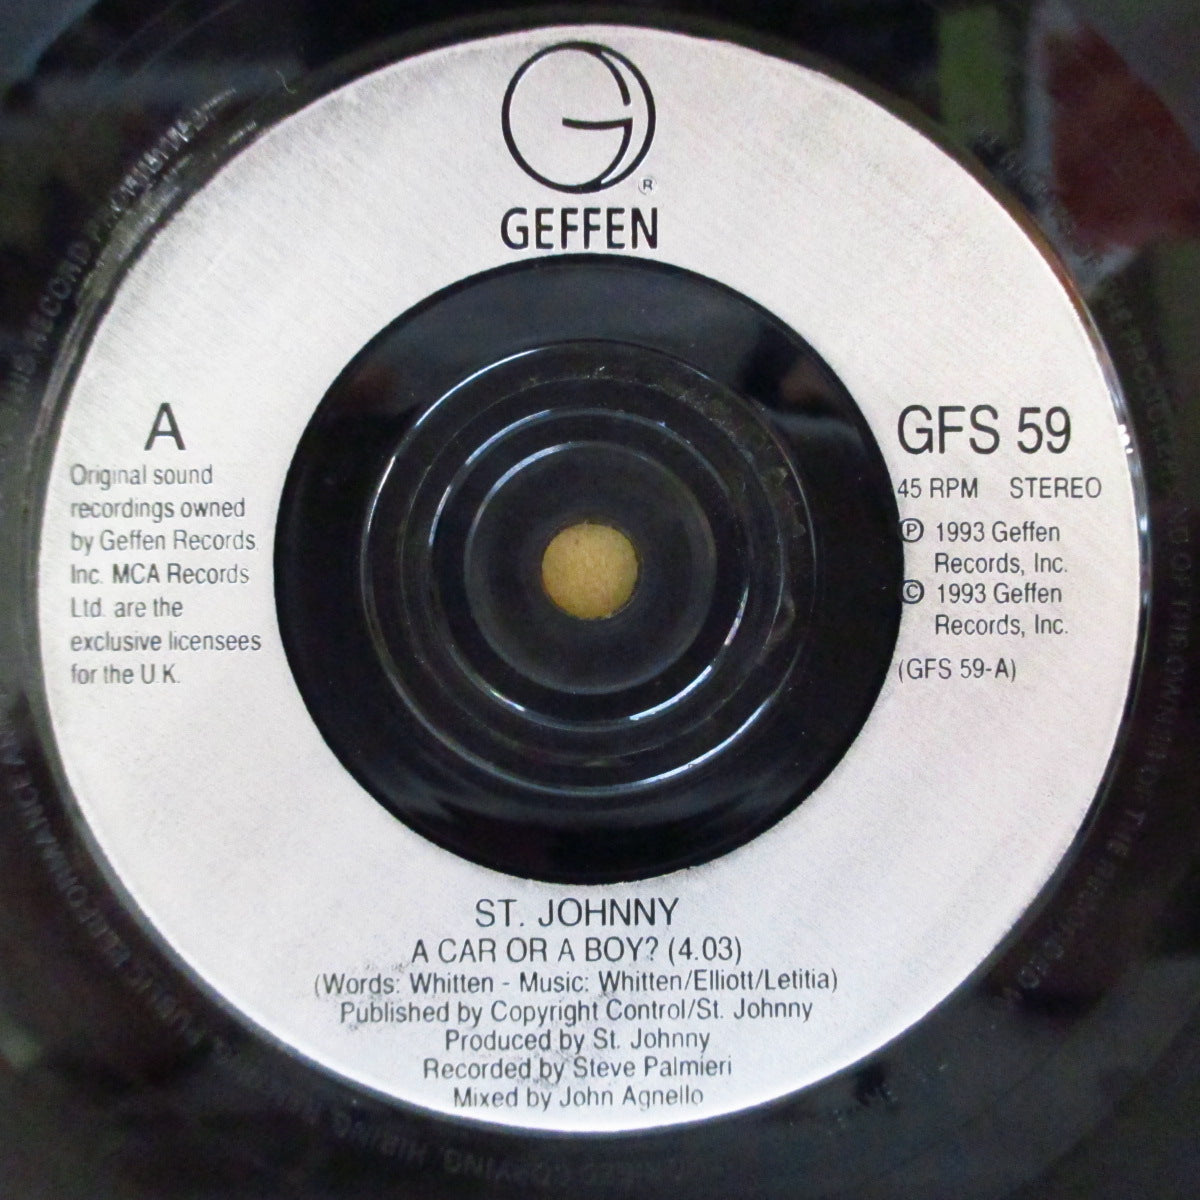 G
®
GEFFEN
A
Original sound
recordings owned
by Geffen Records
Inc. MCA Records
Ltd. are the
exclusive licensees
for the U.K.
GFS 59
45 RPM STEREO
℗ 1993 Geffen
Records, Inc.
© 1993 Geffen
Records, Inc.
(GFS 59-A)
ST. JOHNNY
A CAR OR A BOY? (4.03)
(Words: Whitten - Music: Whitten/Elliott/Letitia)
Published by Copyright Control/St. Johnny
Produced by St. Johnny
Recorded by Steve Palmieri
Mixed by John Agnello
THIS RECORD PROHIBITED